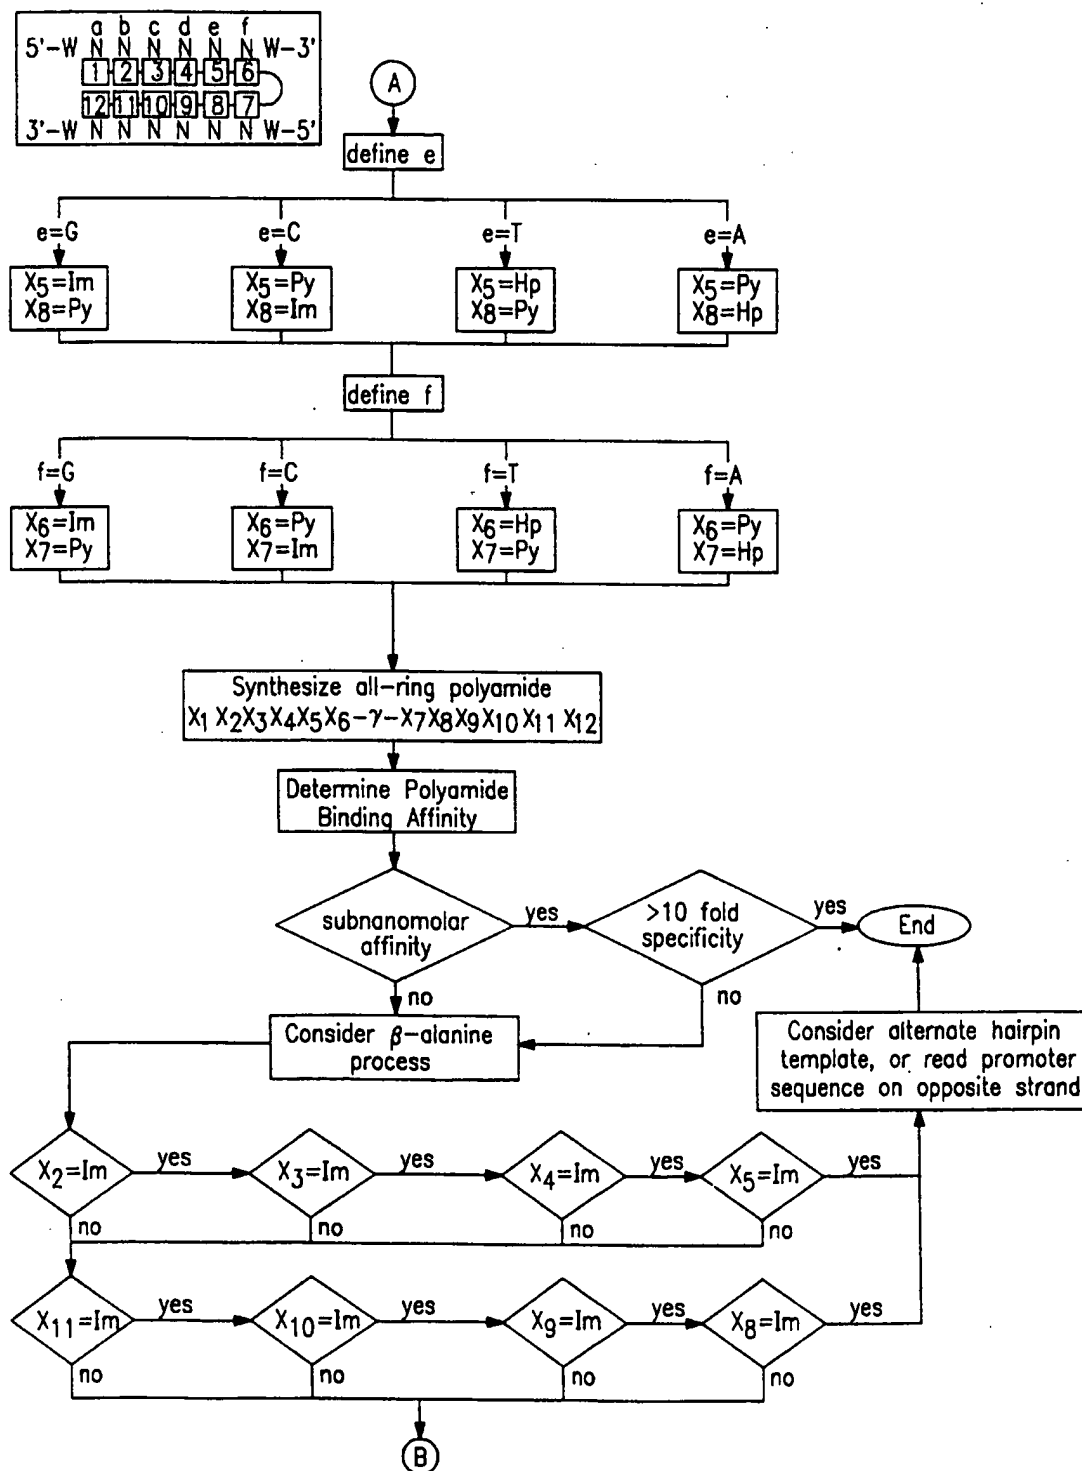 a b c d e f
5'-W N N N N N N W-3'
1 2 3 4 5 6
12 11 10 9 8 7
3'-W N N N N N N W-5'
A
define e
e=G e=C e=T e=A
X5=Im X5=Py X5=Hp X5=Py
X8=Py X8=Im X8=Py X8=Hp
define f
f=G f=C f=T f=A
X6=Im X6=Py X6=Hp X6=Py
X7=Py X7=Im X7=Py X7=Hp
Synthesize all-ring polyamide
X1 X2X3X4X5X6-γ-X7X8X9X10X11 X12
Determine Polyamide
Binding Affinity
subnanomolar
affinity
yes
no
>10 fold
specificity
yes
no
End
Consider β-alanine
process
Consider alternate hairpin
template, or read promoter
sequence on opposite strand
X2=Im yes X3=Im yes X4=Im yes X5=Im yes
no no no no
X11=Im yes X10=Im yes X9=Im yes X8=Im yes
no no no no
B